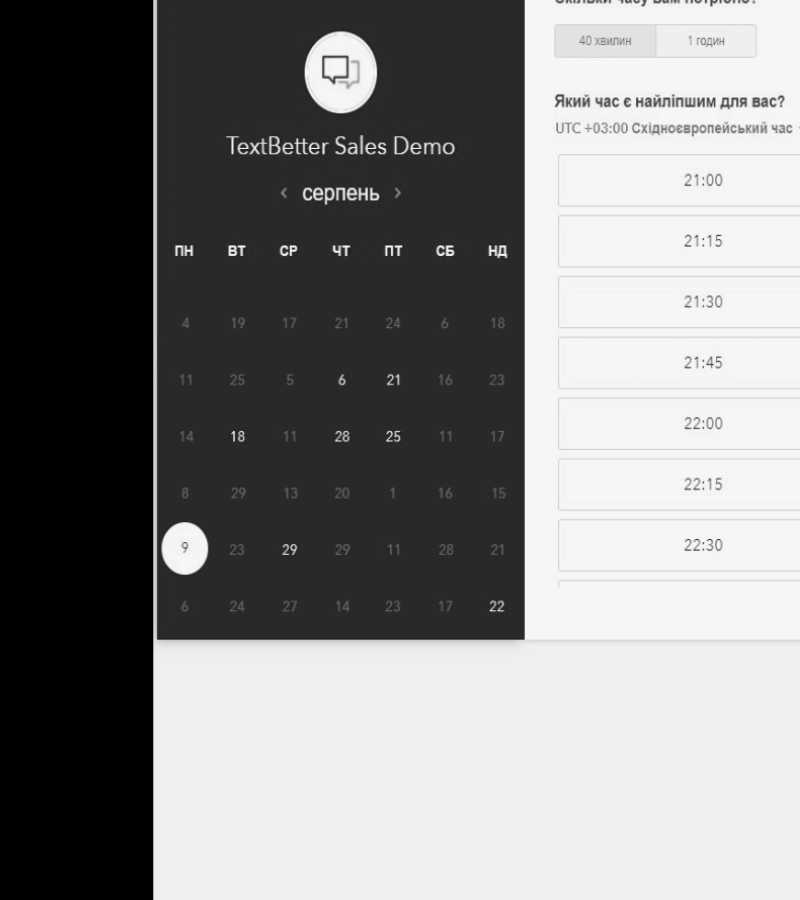 TextBetter Sales Demo
‹ серпень ›
ПН ВТ СР ЧТ ПТ СБ НД
4 19 17 21 24 6 18
11 25 5 6 21 16 23
14 18 11 28 25 11 17
8 29 13 20 1 16 15
9 23 29 29 11 28 21
6 24 27 14 23 17 22
Скільки часу вам потрібно?
40 хвилин 1 годин
Який час є найліпшим для вас?
UTC +03:00 Східноєвропейський час
21:00
21:15
21:30
21:45
22:00
22:15
22:30